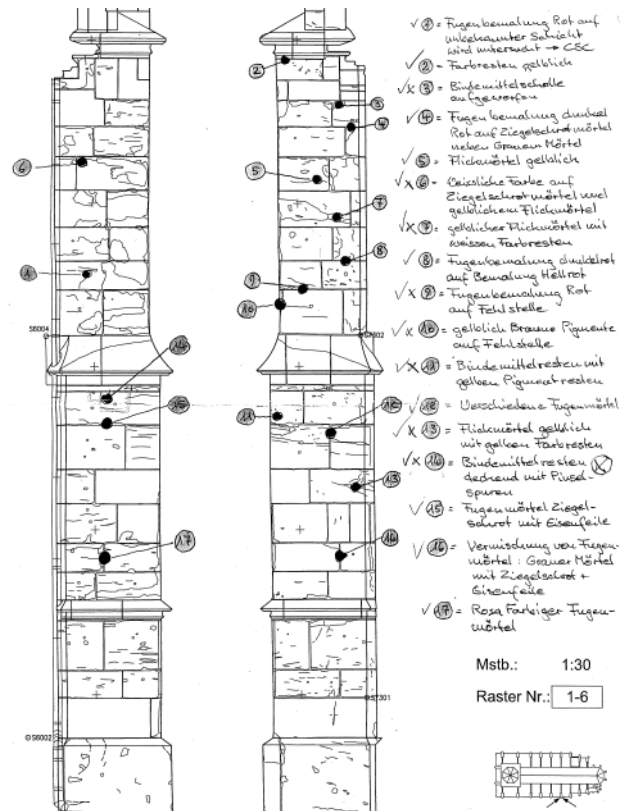 ✓ 1 = Fugenbemalung Rot auf
unbekannter Schicht
wird untersucht → CSC
✓ 2 = Farbresten gelblich
✓x 3 = Bindemittelscholle
aufgeworfen
✓ 4 = Fugenbemalung dunkel
Rot auf Ziegelschrotmörtel
neben Grauem Mörtel
✓ 5 = Flickmörtel gelblich
✓x 6 = Weissliche Farbe auf
Ziegelschrotmörtel und
gelblichem Flickmörtel
✓x 7 = gelblicher Flickmörtel mit
weissen Farbresten
✓ 8 = Fugenbemalung dunkelrot
auf Bemalung Hellrot
✓x 9 = Fugenbemalung Rot
auf Fehlstelle
✓x 10 = gelblich Braune Pigmente
auf Fehlstelle
✓x 11 = Bindemittelresten mit
gelben Pigmentresten
✓ 12 = Verschiedene Fugenmörtel
✓x 13 = Flickmörtel gelblich
mit gelben Farbresten
✓x 14 = Bindemittelresten
deckend mit Pinsel-
spuren
✓ 15 = Fugenmörtel Ziegel-
schrot mit Eisenfeile
✓ 16 = Vermischung von Fugen-
mörtel: Grauer Mörtel
mit Ziegelschrot +
Eisenfeile
✓ 17 = Rosa Farbiger Fugen-
mörtel
Mstb.: 1:30
Raster Nr.: 1-6
2
3
4
6
5
7
8
1
9
10
S6004
14
15
11
12
13
17
16
S7301
S6002